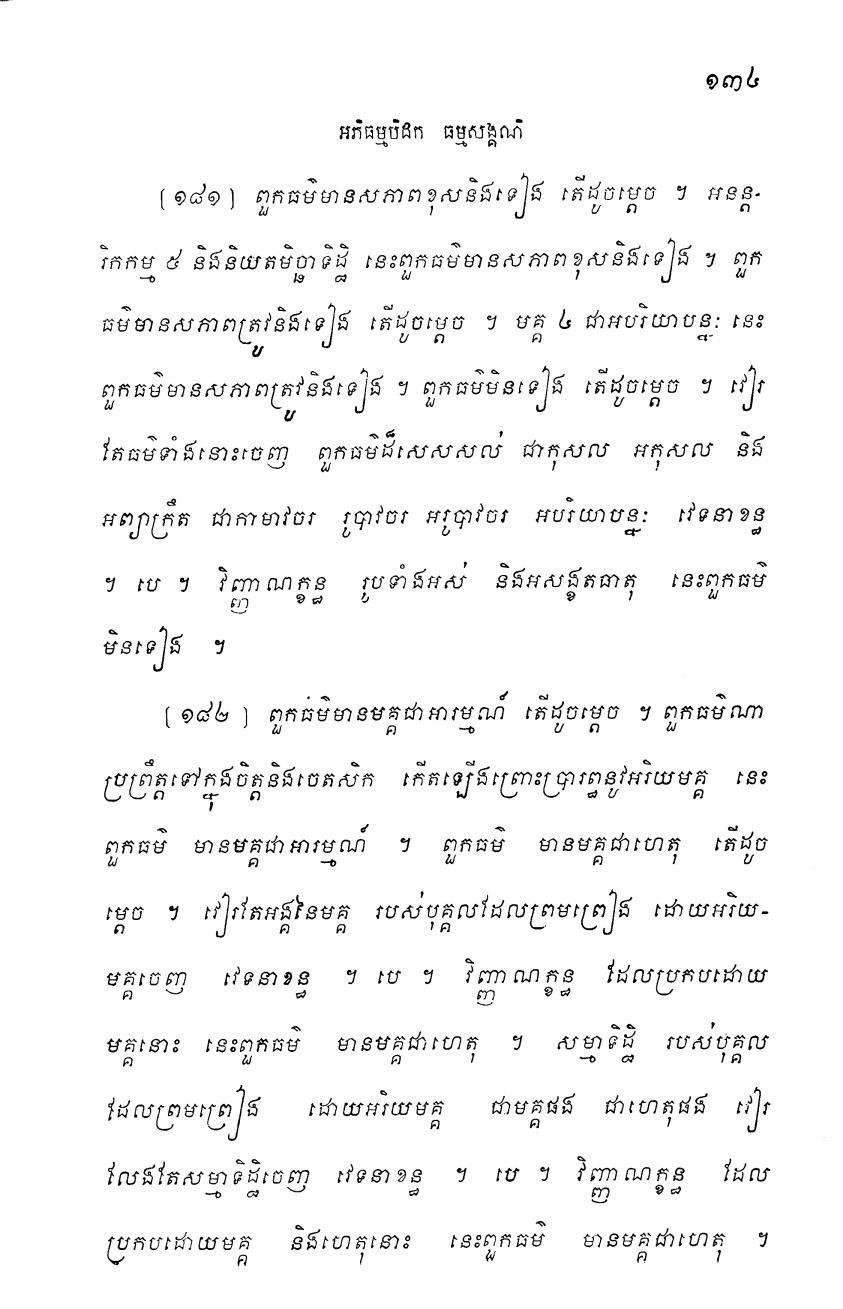 ១៣៤
អភិធម្មបិដក ធម្មសង្គណិ
[១៨១] ពួកធម៌មានសភាពខុសនិងទៀង តើដូចម្ដេច ។ អនន្ត-
រិកកម្ម ៥ និងនិយតមិច្ឆាទិដ្ឋិ នេះពួកធម៌មានសភាពខុសនិងទៀង ។ ពួក
ធម៌មានសភាពត្រូវនិងទៀង តើដូចម្ដេច ។ មគ្គ ៤ ជាអបរិយាបន្នៈ នេះ
ពួកធម៌មានសភាពត្រូវនិងទៀង ។ ពួកធម៌មិនទៀង តើដូចម្ដេច ។ វៀរ
តែធម៌ទាំងនោះចេញ ពួកធម៌ដ៏សេសសល់ ជាកុសល អកុសល និង
អព្យាក្រឹត ជាកាមាវចរ រូបាវចរ អរូបាវចរ អបរិយាបន្នៈ វេទនាខន្ធ
។ បេ ។ វិញ្ញាណក្ខន្ធ រូបទាំងអស់ និងអសង្ខតធាតុ នេះពួកធម៌
មិនទៀង ។
[១៨២] ពួកធម៌មានមគ្គជាអារម្មណ៍ តើដូចម្ដេច ។ ពួកធម៌ណា
ប្រព្រឹត្តទៅក្នុងចិត្តនិងចេតសិក កើតឡើងព្រោះប្រារព្ធនូវអរិយមគ្គ នេះ
ពួកធម៌ មានមគ្គជាអារម្មណ៍ ។ ពួកធម៌ មានមគ្គជាហេតុ តើដូច
ម្ដេច ។ វៀរតែអង្គនៃមគ្គ របស់បុគ្គលដែលព្រមព្រៀង ដោយអរិយ-
មគ្គចេញ វេទនាខន្ធ ។ បេ ។ វិញ្ញាណក្ខន្ធ ដែលប្រកបដោយ
មគ្គនោះ នេះពួកធម៌ មានមគ្គជាហេតុ ។ សម្មាទិដ្ឋិ របស់បុគ្គល
ដែលព្រមព្រៀង ដោយអរិយមគ្គ ជាមគ្គផង ជាហេតុផង វៀរ
លែងតែសម្មាទិដ្ឋិចេញ វេទនាខន្ធ ។ បេ ។ វិញ្ញាណក្ខន្ធ ដែល
ប្រកបដោយមគ្គ និងហេតុនោះ នេះពួកធម៌ មានមគ្គជាហេតុ ។